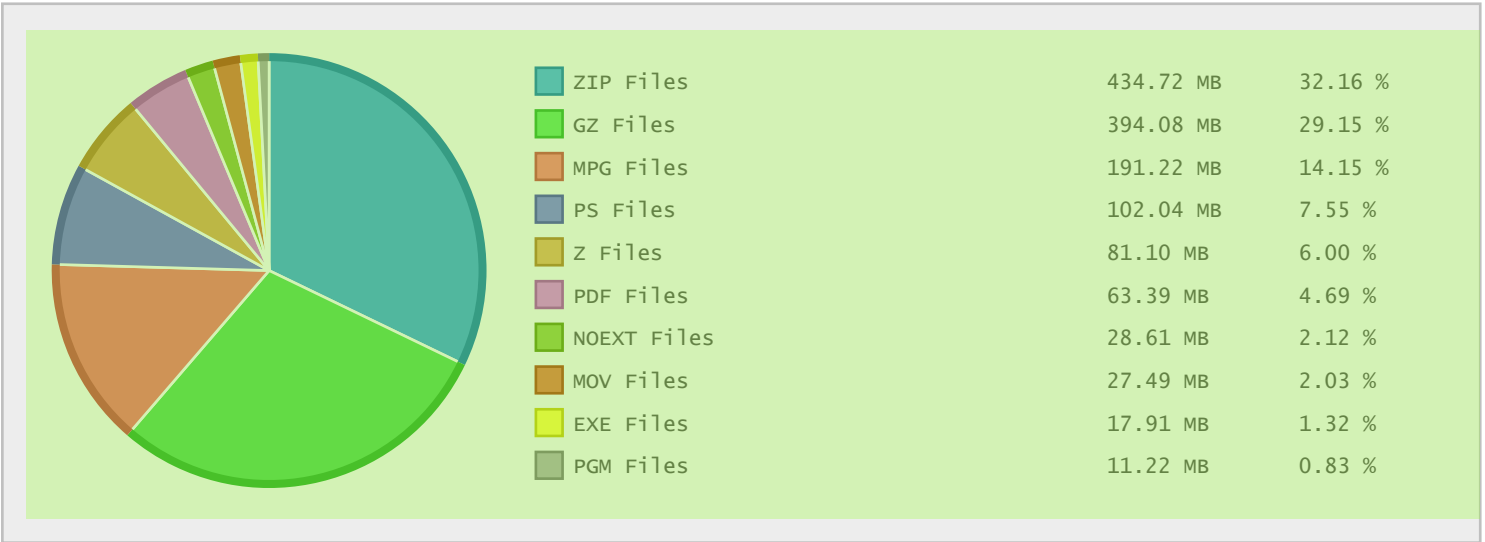 ZIP Files 434.72 MB 32.16 %
GZ Files 394.08 MB 29.15 %
MPG Files 191.22 MB 14.15 %
PS Files 102.04 MB 7.55 %
Z Files 81.10 MB 6.00 %
PDF Files 63.39 MB 4.69 %
NOEXT Files 28.61 MB 2.12 %
MOV Files 27.49 MB 2.03 %
EXE Files 17.91 MB 1.32 %
PGM Files 11.22 MB 0.83 %